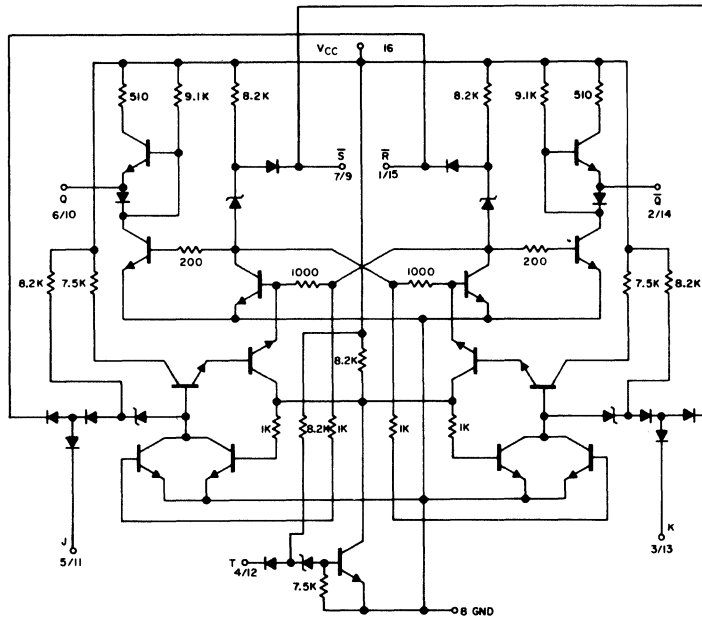 VCC 16
510 9.1K 8.2K 8.2K 9.1K 510
S̅ R̅
7/9 1/15
Q Q̅
6/10 2/14
200 1000 1000 200
8.2K 7.5K 7.5K 8.2K
8.2K
1K 8.2K 1K 1K 1K
J K
5/11 3/13
T
4/12
7.5K
8 GND